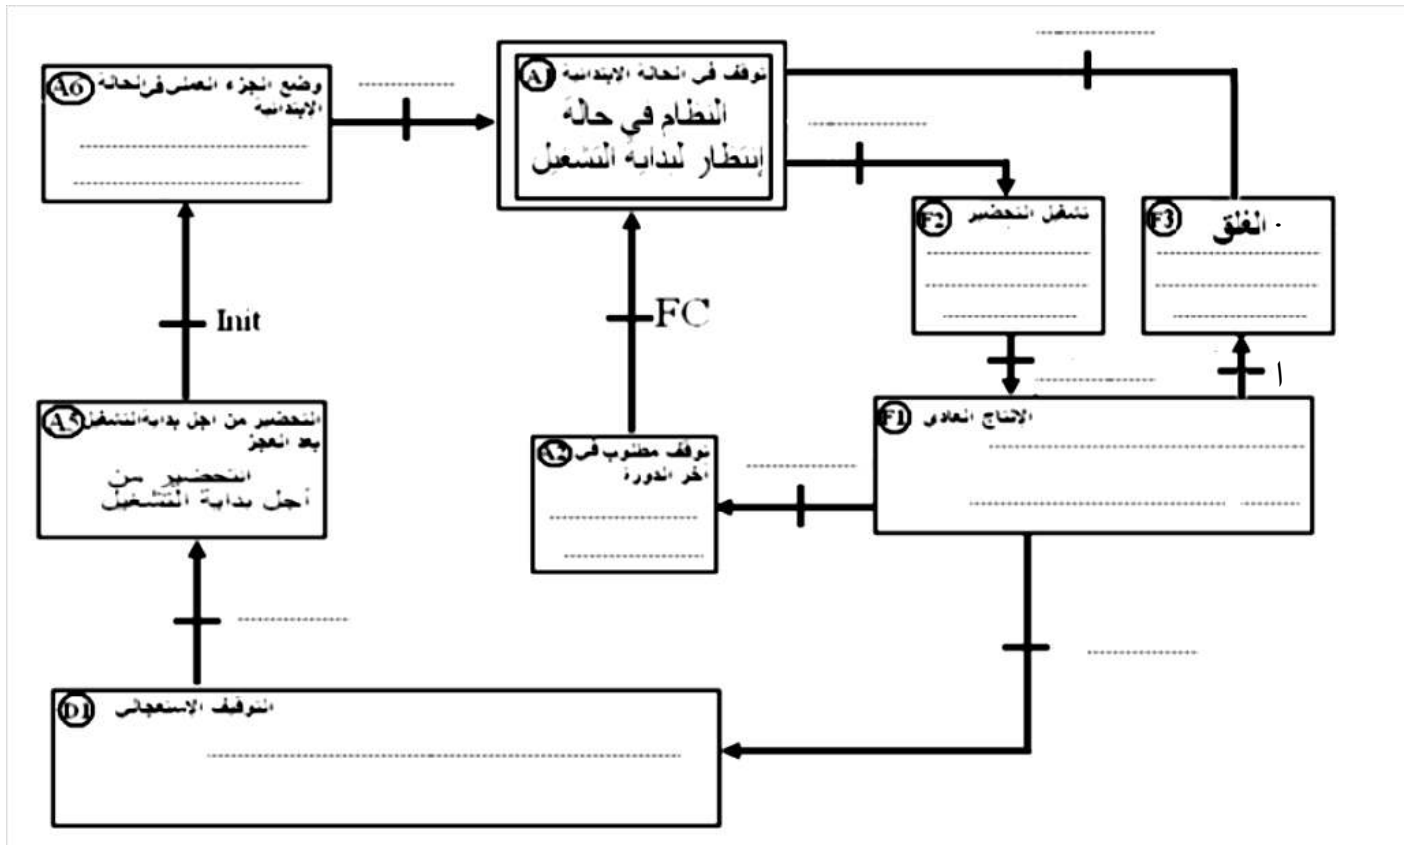 A6 وضع الجزء العملي في الحالة
الإبتدائية
A1 توقف في الحالة الإبتدائية
النظام في حالة
إنتظار لبداية التشغيل
F2 تشغيل التحضير
F3 الغلق
Init
FC
ا
A5 التحضير من اجل بداية التشغيل
بعد العجز
التحضير من
أجل بداية التشغيل
A2 توقف مطلوب في
آخر الدورة
F1 الإنتاج العادي
D1 التوقيف الإستعجالي